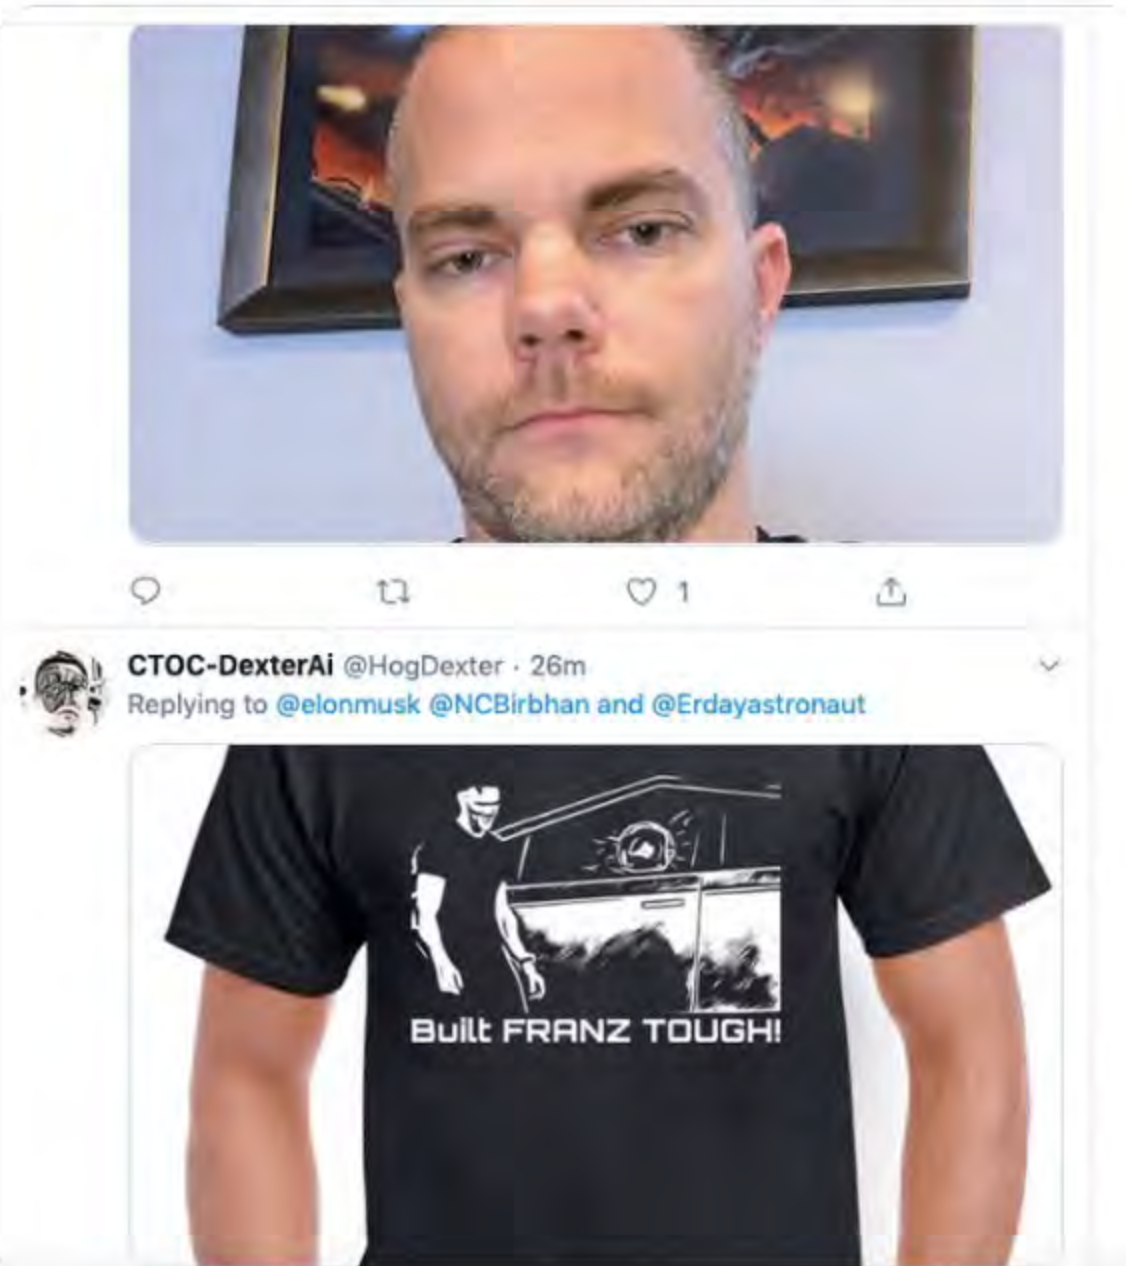 1
CTOC-DexterAi @HogDexter · 26m
Replying to @elonmusk @NCBirbhan and @Erdayastronaut
Built FRANZ TOUGH!